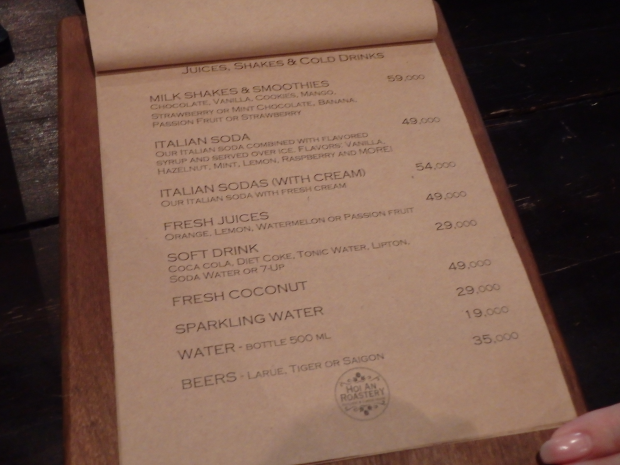 Juices, Shakes & Cold Drinks
Milk Shakes & Smoothies 59,000
Chocolate, Vanilla, Cookies, Mango,
Strawberry or Mint Chocolate, Banana,
Passion Fruit or Strawberry
Italian Soda 49,000
Our Italian soda combined with flavored
syrup and served over ice. Flavors: Vanilla,
Hazelnut, Mint, Lemon, Raspberry and MORE!
Italian Sodas (with Cream) 54,000
Our Italian soda with fresh cream
Fresh Juices 49,000
Orange, Lemon, Watermelon or Passion fruit
Soft Drink 29,000
Coca cola, Diet Coke, Tonic Water, Lipton,
Soda Water or 7-Up
Fresh Coconut 49,000
Sparkling Water 29,000
Water - bottle 500 ml 19,000
Beers - Larue, Tiger or Saigon 35,000
Hoi An
Roastery